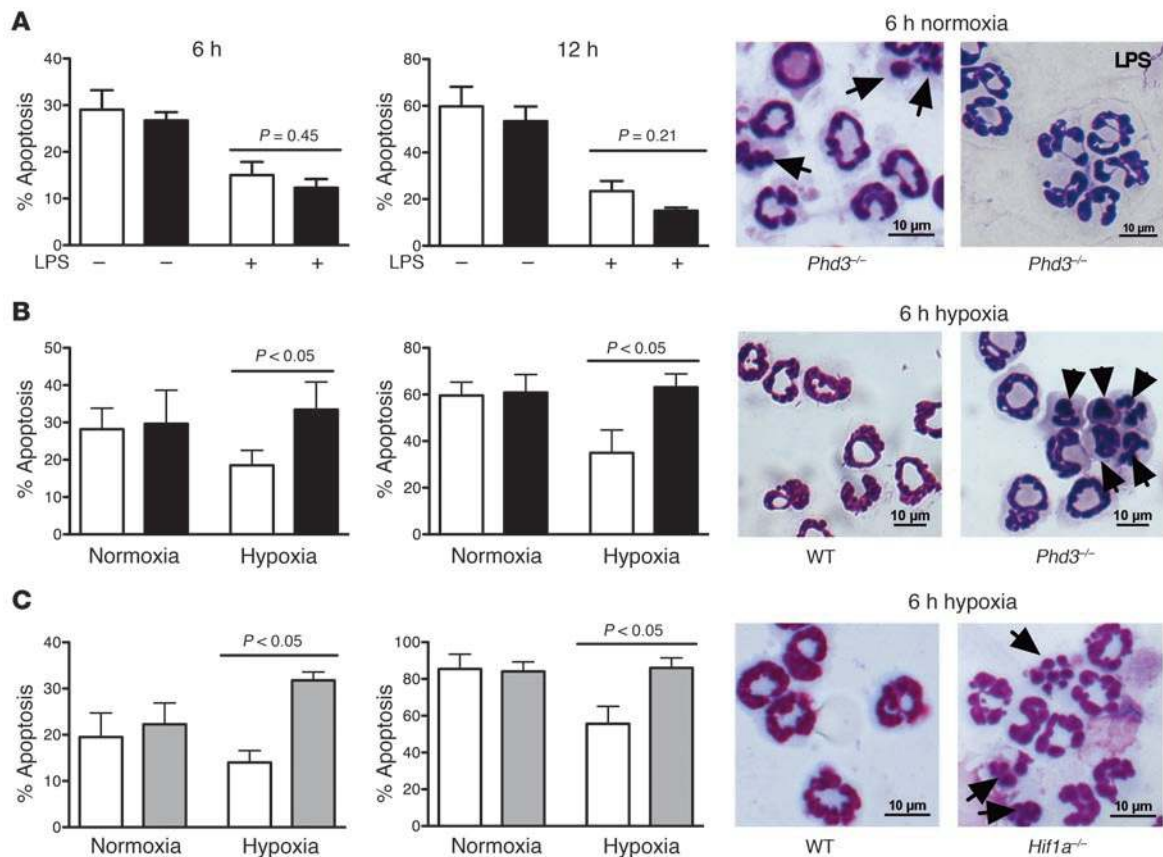 A
6 h
12 h
6 h normoxia
% Apoptosis
40
30
20
10
0
P = 0.45
LPS
–
–
+
+
% Apoptosis
80
60
40
20
0
P = 0.21
–
–
+
+
10 µm
Phd3–/–
LPS
10 µm
Phd3–/–
B
6 h hypoxia
% Apoptosis
50
40
30
20
10
0
P < 0.05
Normoxia
Hypoxia
% Apoptosis
80
60
40
20
0
P < 0.05
Normoxia
Hypoxia
10 µm
WT
10 µm
Phd3–/–
C
6 h hypoxia
% Apoptosis
40
30
20
10
0
P < 0.05
Normoxia
Hypoxia
% Apoptosis
100
80
60
40
20
0
P < 0.05
Normoxia
Hypoxia
10 µm
WT
10 µm
Hif1a–/–